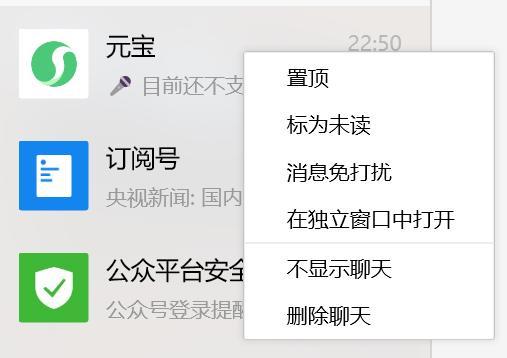 元宝
22:50
🎤 目前还不支
订阅号
央视新闻: 国内
公众平台安全
公众号登录提醒
置顶
标为未读
消息免打扰
在独立窗口中打开
不显示聊天
删除聊天